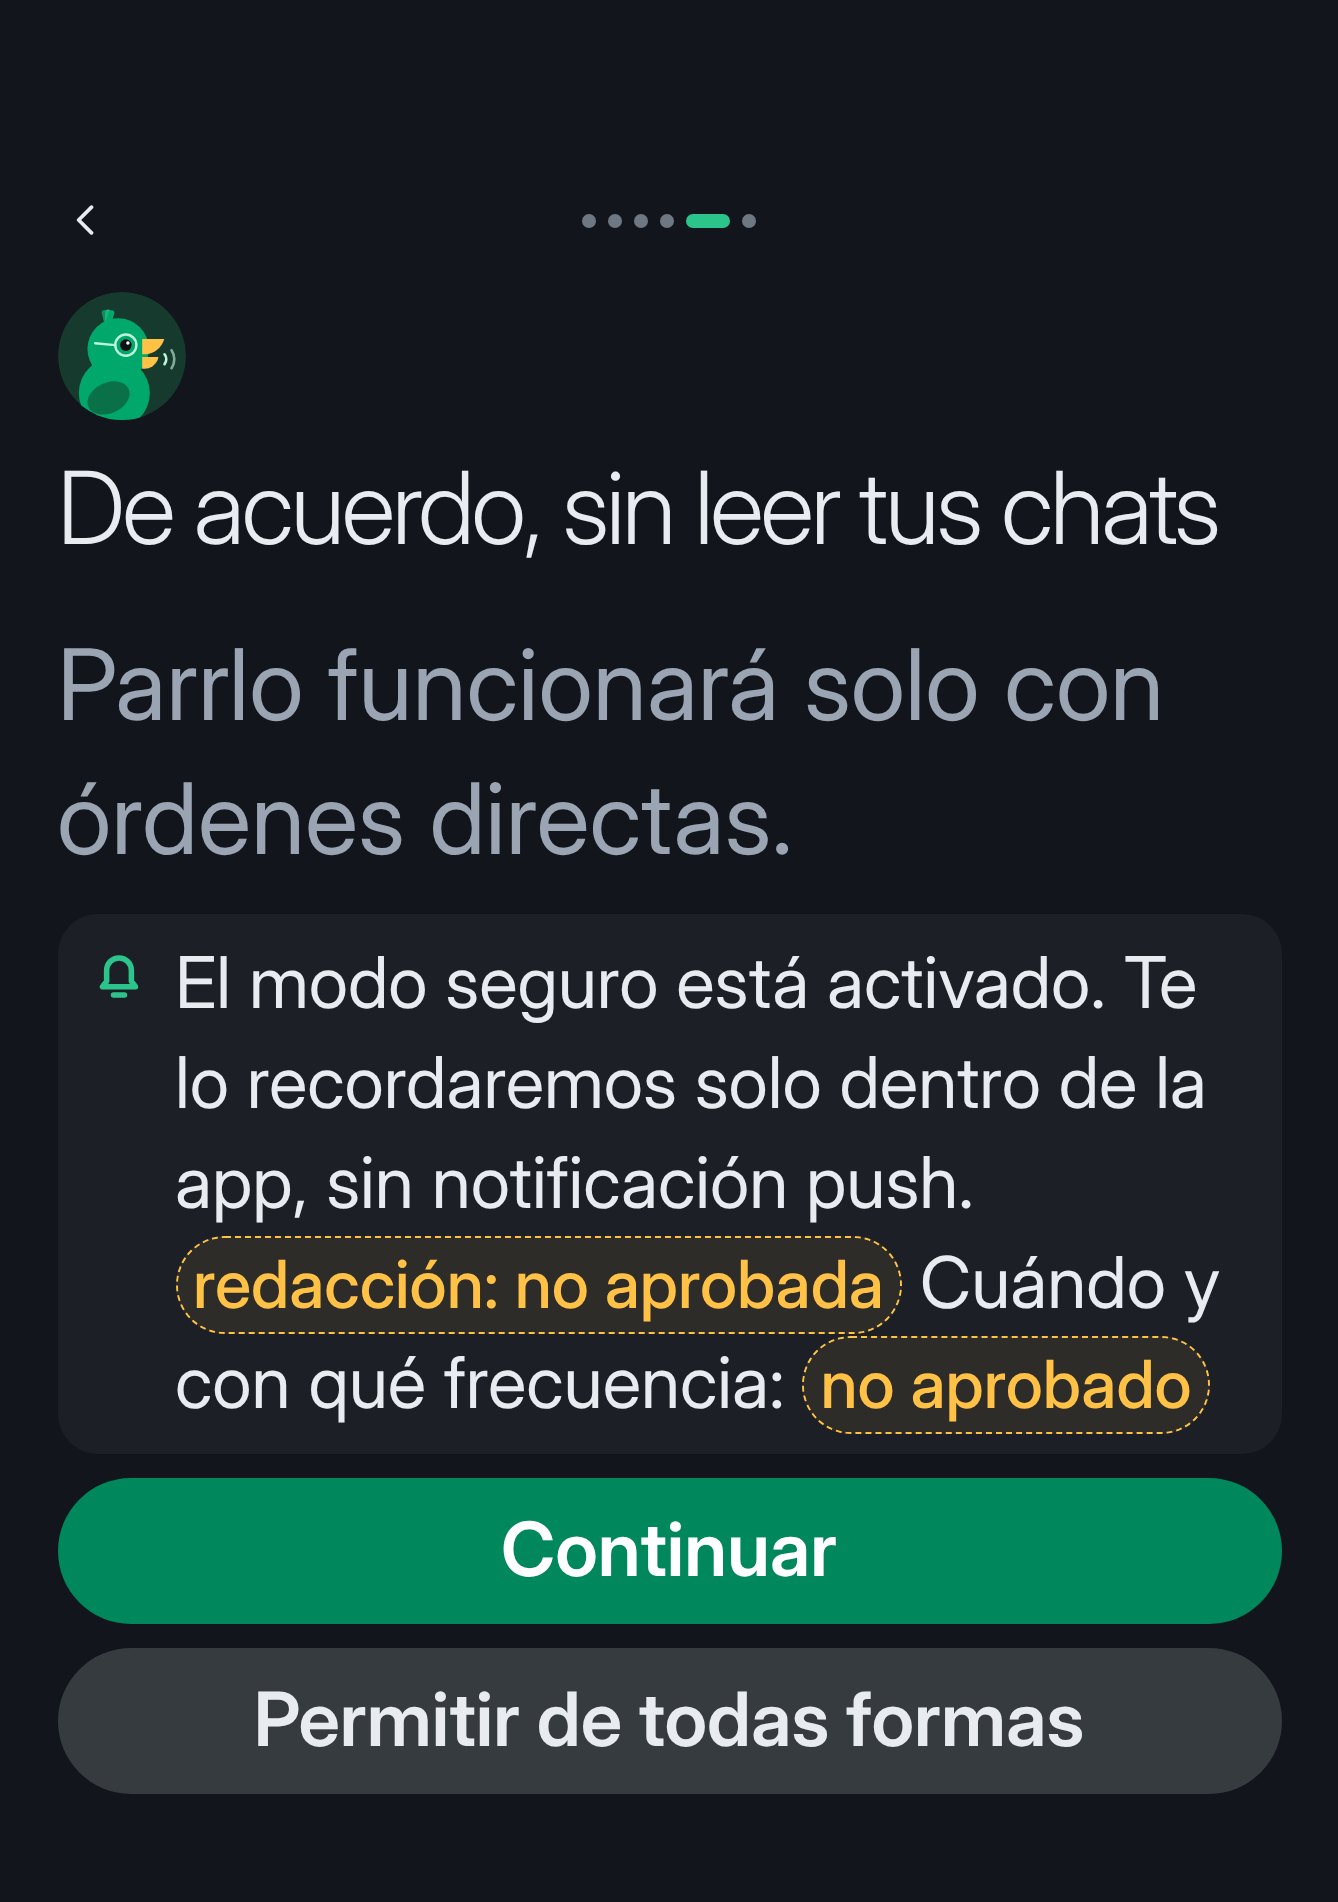 De acuerdo, sin leer tus chats
Parrlo funcionará solo con
órdenes directas.
El modo seguro está activado. Te
lo recordaremos solo dentro de la
app, sin notificación push.
redacción: no aprobada Cuándo y
con qué frecuencia: no aprobado
Continuar
Permitir de todas formas